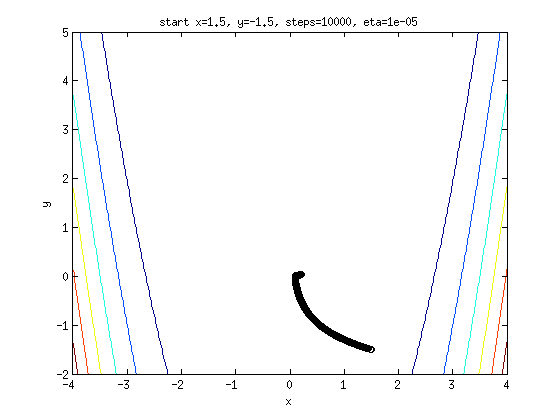 start x=1.5, y=-1.5, steps=10000, eta=1e-05
5
4
3
2
1
0
-1
-2
y
-4 -3 -2 -1 0 1 2 3 4
x